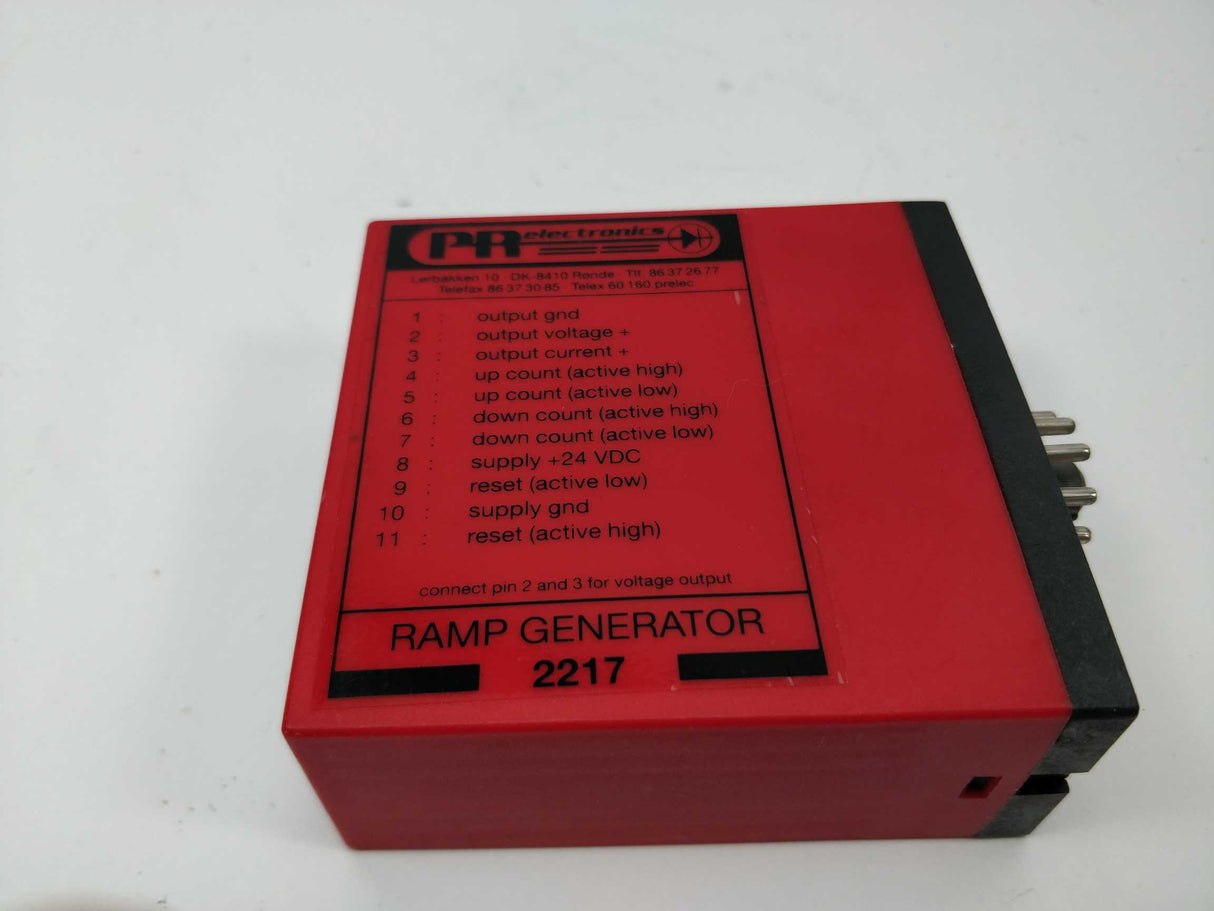 PR electronics
Lerbakken 10 · DK-8410 Rønde · Tlf. 86 37 26 77
Telefax 86 37 30 85 · Telex 60 160 prelec
1 : output gnd
2 : output voltage +
3 : output current +
4 : up count (active high)
5 : up count (active low)
6 : down count (active high)
7 : down count (active low)
8 : supply +24 VDC
9 : reset (active low)
10 : supply gnd
11 : reset (active high)
connect pin 2 and 3 for voltage output
RAMP GENERATOR
2217